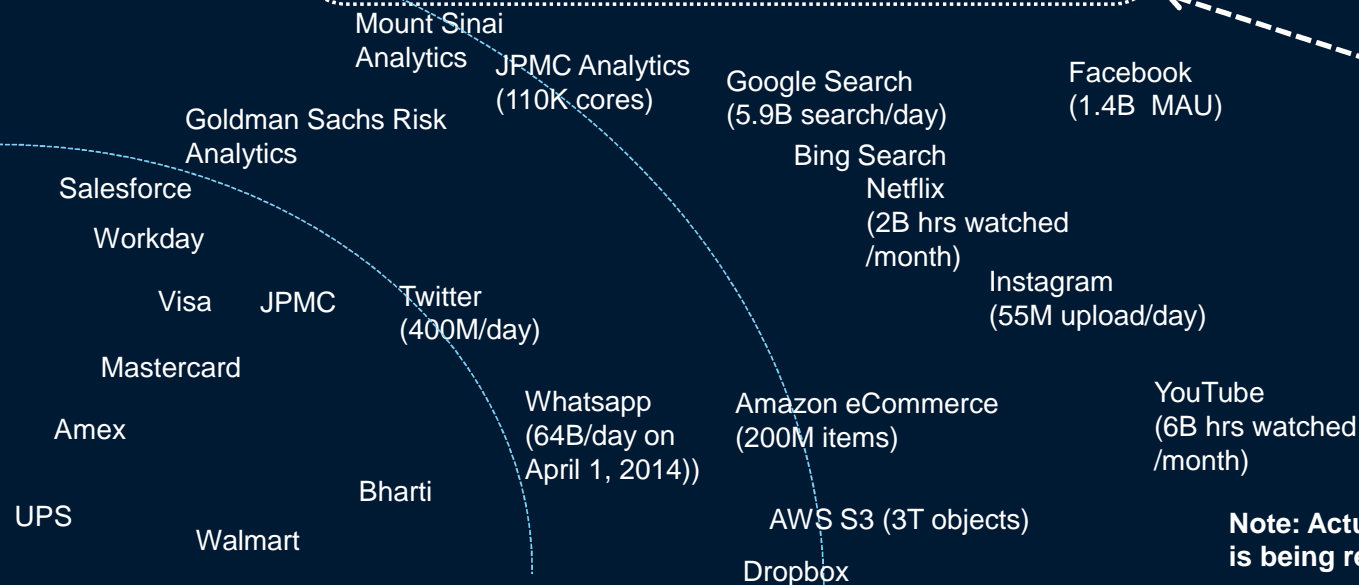 Mount Sinai
Analytics
JPMC Analytics
(110K cores)
Google Search
(5.9B search/day)
Facebook
(1.4B  MAU)
Goldman Sachs Risk
Analytics
Bing Search
Netflix
(2B hrs watched
/month)
Salesforce
Workday
Instagram
(55M upload/day)
Visa
JPMC
Twitter
(400M/day)
Mastercard
Whatsapp
(64B/day on
April 1, 2014))
Amazon eCommerce
(200M items)
YouTube
(6B hrs watched
/month)
Amex
Bharti
UPS
Walmart
AWS S3 (3T objects)
Dropbox
Note:
is being